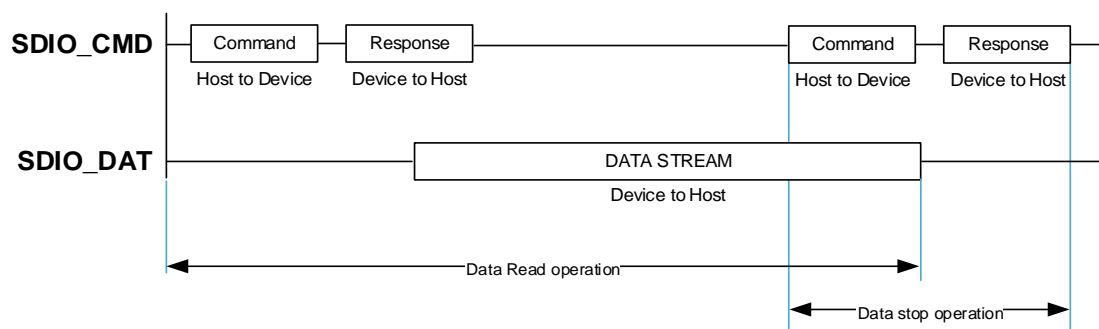 SDIO_CMD
Command
Response
Command
Response
Host to Device
Device to Host
Host to Device
Device to Host
SDIO_DAT
DATA STREAM
Device to Host
Data Read operation
Data stop operation